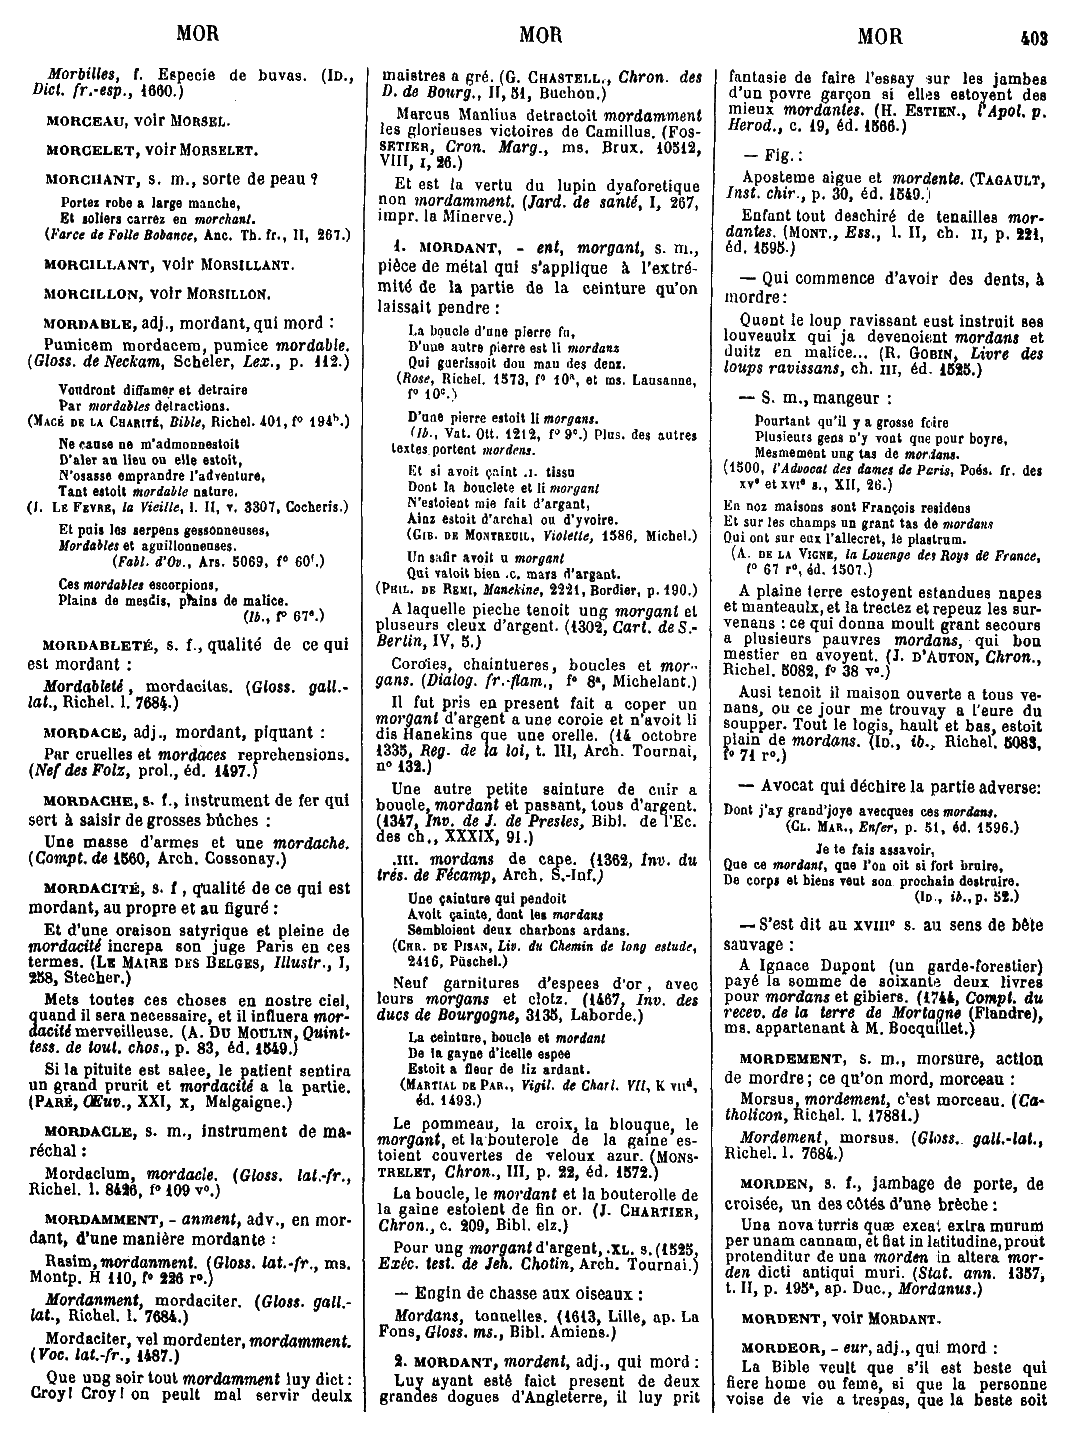 MOR
MOR
MOR
403
Morbilles, f. Especie de buvas. (ID.,
Dict. fr.-esp., 1660.)
MORCEAU, voir MORSEL.
MORCELET, voir MORSELET.
MORCHANT, s. m., sorte de peau ?
Portez robe a large manche,
Et soliers carrez en morchant.
(Farce de Folle Bobance, Anc. Th. fr., II, 267.)
MORCILLANT, voir MORSILLANT.
MORCILLON, voir MORSILLON.
MORDABLE, adj., mordant, qui mord :
Pumicem mordacem, pumice mordable.
(Gloss. de Neckam, Scheler, Lex., p. 112.)
Voudront diffamer et detraire
Par mordables detractions.
(MACÉ DE LA CHARITÉ, Bible, Richel. 401, fº 194ᵇ.)
Ne cause ne m'admonnestoit
D'aler au lieu ou elle estoit,
N'osasse emprandre l'adventure,
Tant estoit mordable nature.
(J. LE FEVRE, la Vieille, l. II, v. 3307, Cocheris.)
Et puis les serpens gessonneuses,
Mordables et aguillonneuses.
(Fabl. d'Ov., Ars. 5069, fº 60ᶠ.)
Ces mordables escorpions,
Plains de mesdis, plains de malice.
(Ib., fº 67ᵉ.)
MORDABLETÉ, s. f., qualité de ce qui
est mordant :
Mordableté, mordacitas. (Gloss. gall.-
lat., Richel. l. 7684.)
MORDACE, adj., mordant, piquant :
Par cruelles et mordaces reprehensions.
(Nef des Folz, prol., éd. 1497.)
MORDACHE, s. f., instrument de fer qui
sert à saisir de grosses bûches :
Une masse d'armes et une mordache.
(Compt. de 1560, Arch. Cossonay.)
MORDACITÉ, s. f , qualité de ce qui est
mordant, au propre et au figuré :
Et d'une oraison satyrique et pleine de
mordacité increpa son juge Paris en ces
termes. (LE MAIRE DES BELGES, Illustr., I,
258, Stecher.)
Mets toutes ces choses en nostre ciel,
quand il sera necessaire, et il influera mor-
dacité merveilleuse. (A. DU MOULIN, Quint-
tess. de tout. chos., p. 83, éd. 1549.)
Si la pituite est salee, le patient sentira
un grand prurit et mordacité a la partie.
(PARÉ, Œuv., XXI, x, Malgaigne.)
MORDACLE, s. m., instrument de ma-
réchal :
Mordaclum, mordacle. (Gloss. lat.-fr.,
Richel. l. 8426, fº 109 vº.)
MORDAMMENT, - anment, adv., en mor-
dant, d'une manière mordante :
Rasim, mordanment. (Gloss. lat.-fr., ms.
Montp. H 110, fº 226 rº.)
Mordanment, mordaciter. (Gloss. gall.-
lat., Richel. l. 7684.)
Mordaciter, vel mordenter, mordamment.
(Voc. lat.-fr., 1487.)
Que ung soir tout mordamment luy dict :
Croy! Croy! on peult mal servir deulx
maistres a gré. (G. CHASTELL., Chron. des
D. de Bourg., II, 51, Buchon.)
Marcus Manlius detractoit mordamment
les glorieuses victoires de Camillus. (FOS-
SETIER, Cron. Marg., ms. Brux. 10512,
VIII, I, 26.)
Et est la vertu du lupin dyaforetique
non mordamment. (Jard. de santé, I, 267,
impr. la Minerve.)
1. MORDANT, - ent, morgant, s. m.,
pièce de métal qui s'applique à l'extré-
mité de la partie de la ceinture qu'on
laissait pendre :
La boucle d'une pierre fu,
D'une autre pierre est li mordanz
Qui guerissoit dou mau des denz.
(Rose, Richel. 1573, fº 10ᵃ, et ms. Lausanne,
fº 10ᶜ.)
D'une pierre estoit li morgans.
(Ib., Vat. Ott. 1212, fº 9ᶜ.) Plus. des autres
textes portent mordens.
Et si avoit çaint .I. tissu
Dont la bouclete et li morgant
N'estoient mie fait d'argant,
Ainz estoit d'archal ou d'yvoire.
(GIB. DE MONTREUIL, Violette, 1586, Michel.)
Un safir avoit u morgant
Qui valoit bien .c. mars d'argant.
(PHIL. DE REMI, Manekine, 2221, Bordier, p. 190.)
A laquelle pieche tenoit ung morgant et
pluseurs cleux d'argent. (1302, Cart. de S.-
Bertin, IV, 5.)
Coroies, chaintueres, boucles et mor-
gans. (Dialog. fr.-flam., fº 8ᵃ, Michelant.)
Il fut pris en present fait a coper un
morgant d'argent a une coroie et n'avoit li
dis Hanekins que une orelle. (14 octobre
1335, Reg. de la loi, t. III, Arch. Tournai,
nº 132.)
Une autre petite sainture de cuir a
boucle, mordant et passant, tous d'argent.
(1347, Inv. de J. de Presles, Bibl. de l'Ec.
des ch., XXXIX, 91.)
.III. mordans de cape. (1362, Inv. du
trés. de Fécamp, Arch. S.-Inf.)
Une çainture qui pendoit
Avoit çainte, dont les mordans
Sembloient deux charbons ardans.
(CHR. DE PISAN, Liv. du Chemin de long estude,
2416, Püschel.)
Neuf garnitures d'espees d'or , avec
leurs morgans et clotz. (1467, Inv. des
ducs de Bourgogne, 3135, Laborde.)
La ceinture, boucle et mordant
De la gayne d'icelle espee
Estoit a fleur de liz ardant.
(MARTIAL DE PAR., Vigil. de Charl. VII, K viiᵈ,
éd. 1493.)
Le pommeau, la croix, la blouque, le
morgant, et la bouterole de la gaine es-
toient couvertes de veloux azur. (MONS-
TRELET, Chron., III, p. 22, éd. 1572.)
La boucle, le mordant et la bouterolle de
la gaine estoient de fin or. (J. CHARTIER,
Chron., c. 209, Bibl. elz.)
Pour ung morgant d'argent, .XL. s. (1525,
Exéc. test. de Jeh. Chotin, Arch. Tournai.)
— Engin de chasse aux oiseaux :
Mordans, tonnelles. (1613, Lille, ap. La
Fons, Gloss. ms., Bibl. Amiens.)
2. MORDANT, mordent, adj., qui mord :
Luy ayant esté faict present de deux
grandes dogues d'Angleterre, il luy prit
fantasie de faire l'essay sur les jambes
d'un povre garçon si elles estoyent des
mieux mordantes. (H. ESTIEN., l'Apol. p.
Herod., c. 19, éd. 1566.)
— Fig. :
Aposteme aigue et mordente. (TAGAULT,
Inst. chir., p. 30, éd. 1549.)
Enfant tout deschiré de tenailles mor-
dantes. (MONT., Ess., l. II, ch. II, p. 221,
éd. 1595.)
— Qui commence d'avoir des dents, à
mordre :
Quant le loup ravissant eust instruit ses
louveaulx qui ja devenoient mordans et
duitz en malice... (R. GOBIN, Livre des
loups ravissans, ch. III, éd. 1525.)
— S. m., mangeur :
Pourtant qu'il y a grosse foire
Plusieurs gens n'y vont que pour boyre,
Mesmement ung tas de mordans.
(1500, l'Advocat des dames de Paris, Poés. fr. des
XVᵉ et XVIᵉ s., XII, 26.)
En noz maisons sont François residens
Et sur les champs un grant tas de mordans
Qui ont sur eux l'allecret, le plastrum.
(A. DE LA VIGNE, la Louenge des Roys de France,
fº 67 rº, éd. 1507.)
A plaine terre estoyent estandues napes
et manteaulx, et la trectez et repeuz les sur-
venans : ce qui donna moult grant secours
a plusieurs pauvres mordans, qui bon
mestier en avoyent. (J. D'AUTON, Chron.,
Richel. 5082, fº 38 vº.)
Ausi tenoit il maison ouverte a tous ve-
nans, ou ce jour me trouvay a l'eure du
soupper. Tout le logis, hault et bas, estoit
plain de mordans. (ID., ib., Richel. 5083,
fº 71 rº.)
— Avocat qui déchire la partie adverse :
Dont j'ay grand'joye avecques ces mordans.
(CL. MAR., Enfer, p. 51, éd. 1596.)
Je te fais assavoir,
Que ce mordant, que l'on oit si fort bruire,
De corps et biens veut son prochain destruire.
(ID., ib., p. 52.)
— S'est dit au XVIIIᵉ s. au sens de bête
sauvage :
A Ignace Dupont (un garde-forestier)
payé la somme de soixante deux livres
pour mordans et gibiers. (1744, Compt. du
recev. de la terre de Mortagne (Flandre),
ms. appartenant à M. Bocquillet.)
MORDEMENT, s. m., morsure, action
de mordre ; ce qu'on mord, morceau :
Morsus, mordement, c'est morceau. (Ca-
tholicon, Richel. l. 17881.)
Mordement, morsus. (Gloss. gall.-lat.,
Richel. l. 7684.)
MORDEN, s. f., jambage de porte, de
croisée, un des côtés d'une brèche :
Una nova turris quæ exeat extra murum
per unam cannam, et fiat in latitudine, prout
protenditur de una morden in altera mor-
den dicti antiqui muri. (Stat. ann. 1357,
t. II, p. 195ᵃ, ap. Duc., Mordanus.)
MORDENT, voir MORDANT.
MORDEOR, - eur, adj., qui mord :
La Bible veult que s'il est beste qui
fiere home ou feme, si que la personne
voise de vie a trespas, que la beste soit